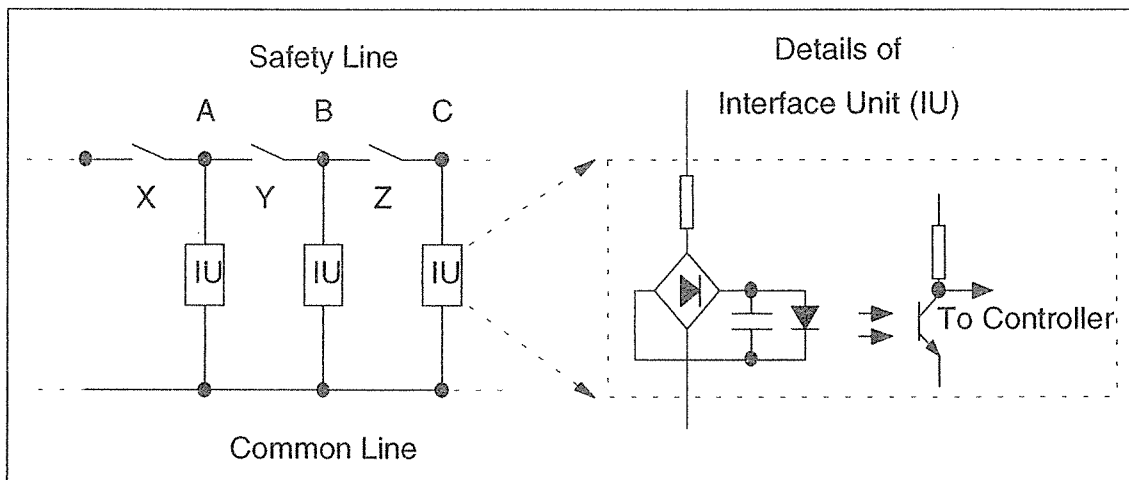 Safety Line
A B C
X Y Z
IU IU IU
Common Line
Details of
Interface Unit (IU)
To Controller